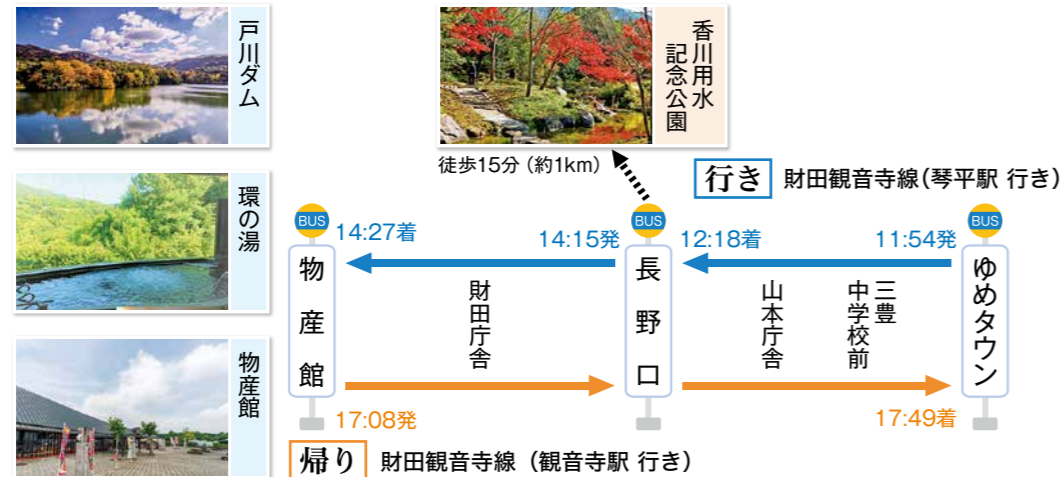 戸川ダム
環の湯
物産館
香川用水
記念公園
徒歩15分（約1km）
行き 財田観音寺線（琴平駅 行き）
BUS
BUS
BUS
14:27着
14:15発
12:18着
11:54発
物産館
財田庁舎
長野口
山本庁舎
三豊
中学校前
ゆめタウン
17:08発
17:49着
帰り 財田観音寺線（観音寺駅 行き）